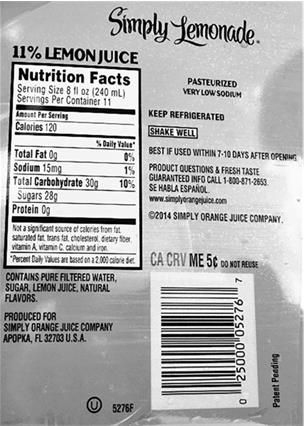 Simply Lemonade®
11% LEMON JUICE
Nutrition Facts
Serving Size 8 fl oz (240 mL)
Servings Per Container 11
Amount Per Serving
Calories 120
% Daily Value*
Total Fat 0g 0%
Sodium 15mg 1%
Total Carbohydrate 30g 10%
Sugars 28g
Protein 0g
Not a significant source of calories from fat,
saturated fat, trans fat, cholesterol, dietary fiber,
vitamin A, vitamin C, calcium and iron.
*Percent Daily Values are based on a 2,000 calorie diet.
CONTAINS PURE FILTERED WATER,
SUGAR, LEMON JUICE, NATURAL
FLAVORS.
PRODUCED FOR
SIMPLY ORANGE JUICE COMPANY
APOPKA, FL 32703 U.S.A.
U 5276F
PASTEURIZED
VERY LOW SODIUM
KEEP REFRIGERATED
SHAKE WELL
BEST IF USED WITHIN 7-10 DAYS AFTER OPENING
PRODUCT QUESTIONS & FRESH TASTE
GUARANTEED INFO CALL 1-800-871-2653.
SE HABLA ESPAÑOL.
www.simplyorangejuice.com
©2014 SIMPLY ORANGE JUICE COMPANY.
CA CRV ME 5¢ DO NOT REUSE
0 25000 05276 7
Patent Pending